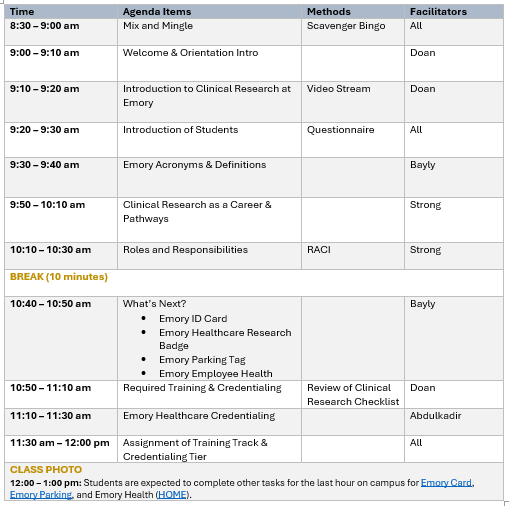 Time Agenda Items Methods Facilitators
8:30 – 9:00 am Mix and Mingle Scavenger Bingo All
9:00 – 9:10 am Welcome & Orientation Intro Doan
9:10 – 9:20 am Introduction to Clinical Research at Video Stream Doan
Emory
9:20 – 9:30 am Introduction of Students Questionnaire All
9:30 – 9:40 am Emory Acronyms & Definitions Bayly
9:50 – 10:10 am Clinical Research as a Career & Strong
Pathways
10:10 – 10:30 am Roles and Responsibilities RACI Strong
BREAK (10 minutes)
10:40 – 10:50 am What's Next? Bayly
• Emory ID Card
• Emory Healthcare Research
Badge
• Emory Parking Tag
• Emory Employee Health
10:50 – 11:10 am Required Training & Credentialing Review of Clinical Doan
Research Checklist
11:10 – 11:30 am Emory Healthcare Credentialing Abdulkadir
11:30 am – 12:00 pm Assignment of Training Track & All
Credentialing Tier
CLASS PHOTO
12:00 – 1:00 pm: Students are expected to complete other tasks for the last hour on campus for Emory Card,
Emory Parking, and Emory Health (HOME).